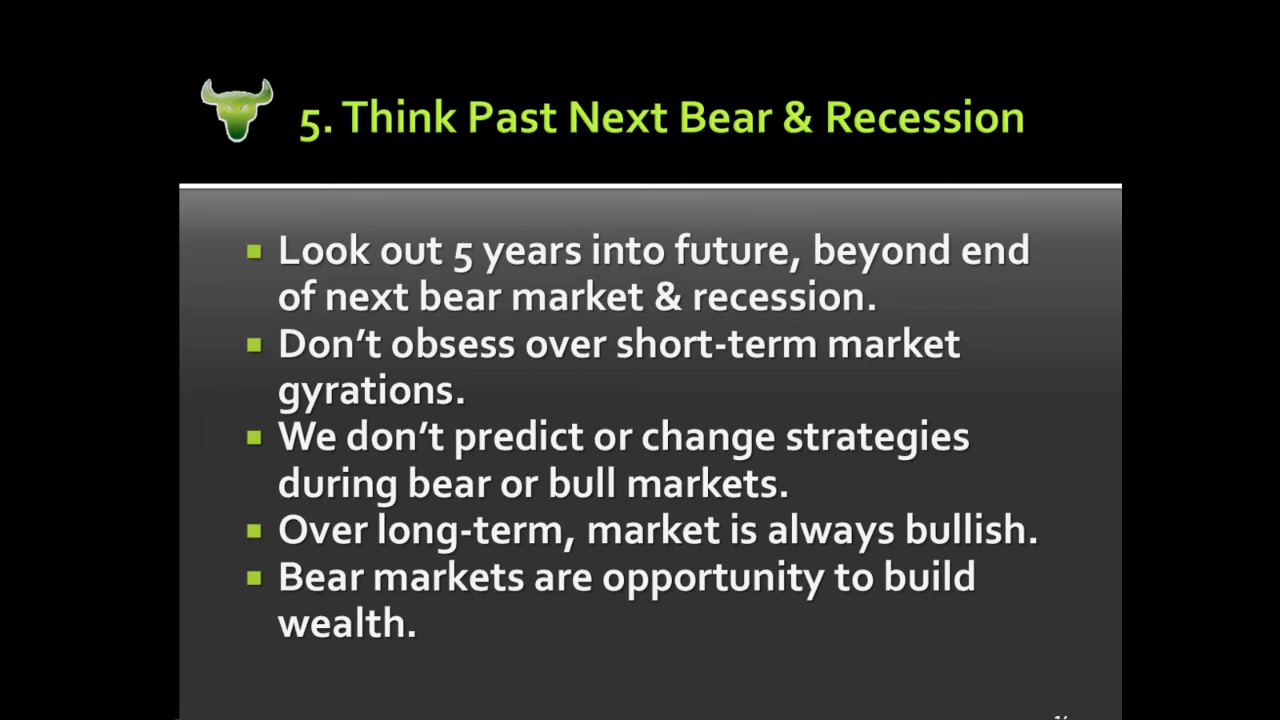 5. Think Past Next Bear & Recession
Look out 5 years into future, beyond end
of next bear market & recession.
Don’t obsess over short-term market
gyrations.
We don’t predict or change strategies
during bear or bull markets.
Over long-term, market is always bullish.
Bear markets are opportunity to build
wealth.